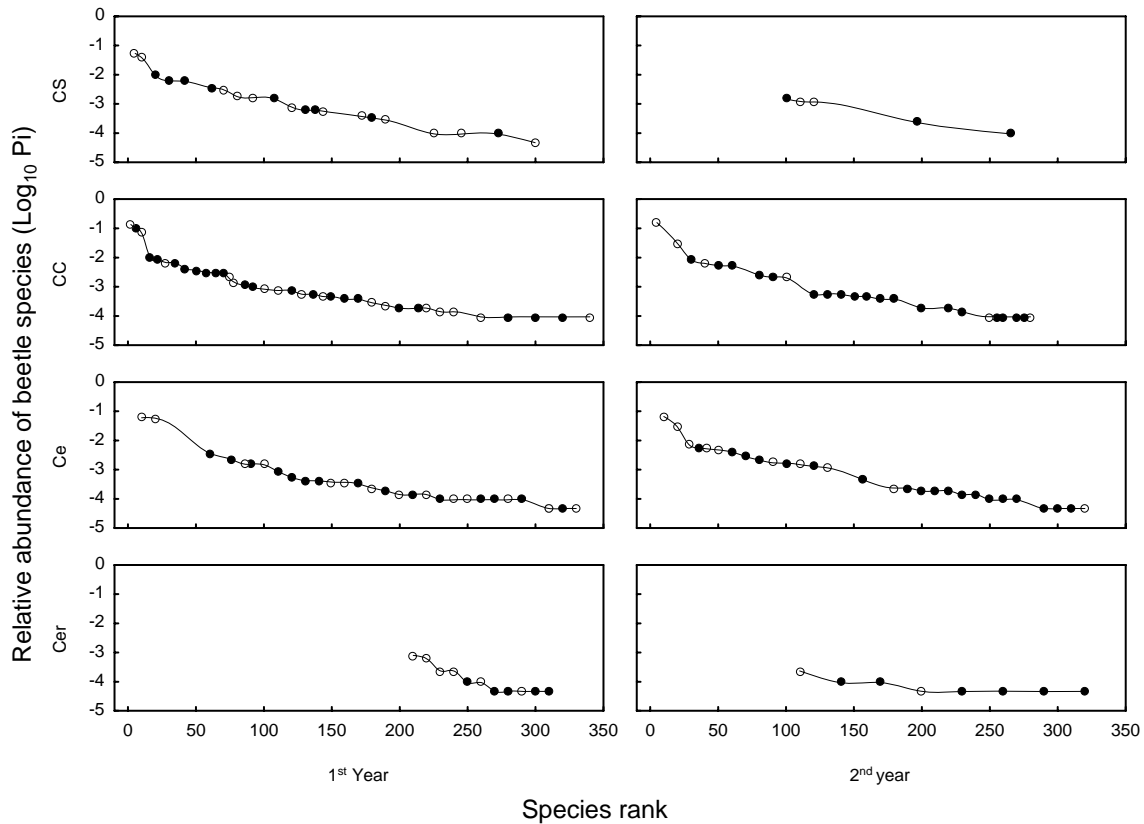 Relative abundance of beetle species (Log₁₀ Pi)
CS
0
-1
-2
-3
-4
-5
CC
0
-1
-2
-3
-4
-5
Ce
0
-1
-2
-3
-4
-5
Cer
0
-1
-2
-3
-4
-5
0 50 100 150 200 250 300 350
0 50 100 150 200 250 300 350
1st Year
2nd year
Species rank